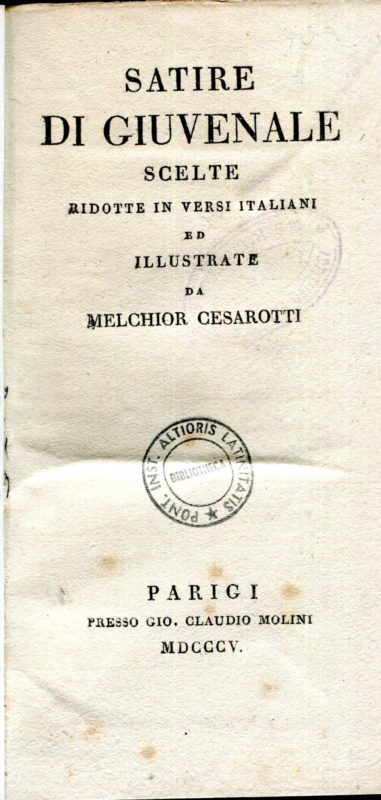 SATIRE
DI GIUVENALE
SCELTE
RIDOTTE IN VERSI ITALIANI
ED
ILLUSTRATE
DA
MELCHIOR CESAROTTI
PONT. INST. ALTIORIS LATINITATIS
BIBLIOTHECA
PARIGI
PRESSO GIO. CLAUDIO MOLINI
MDCCCV.